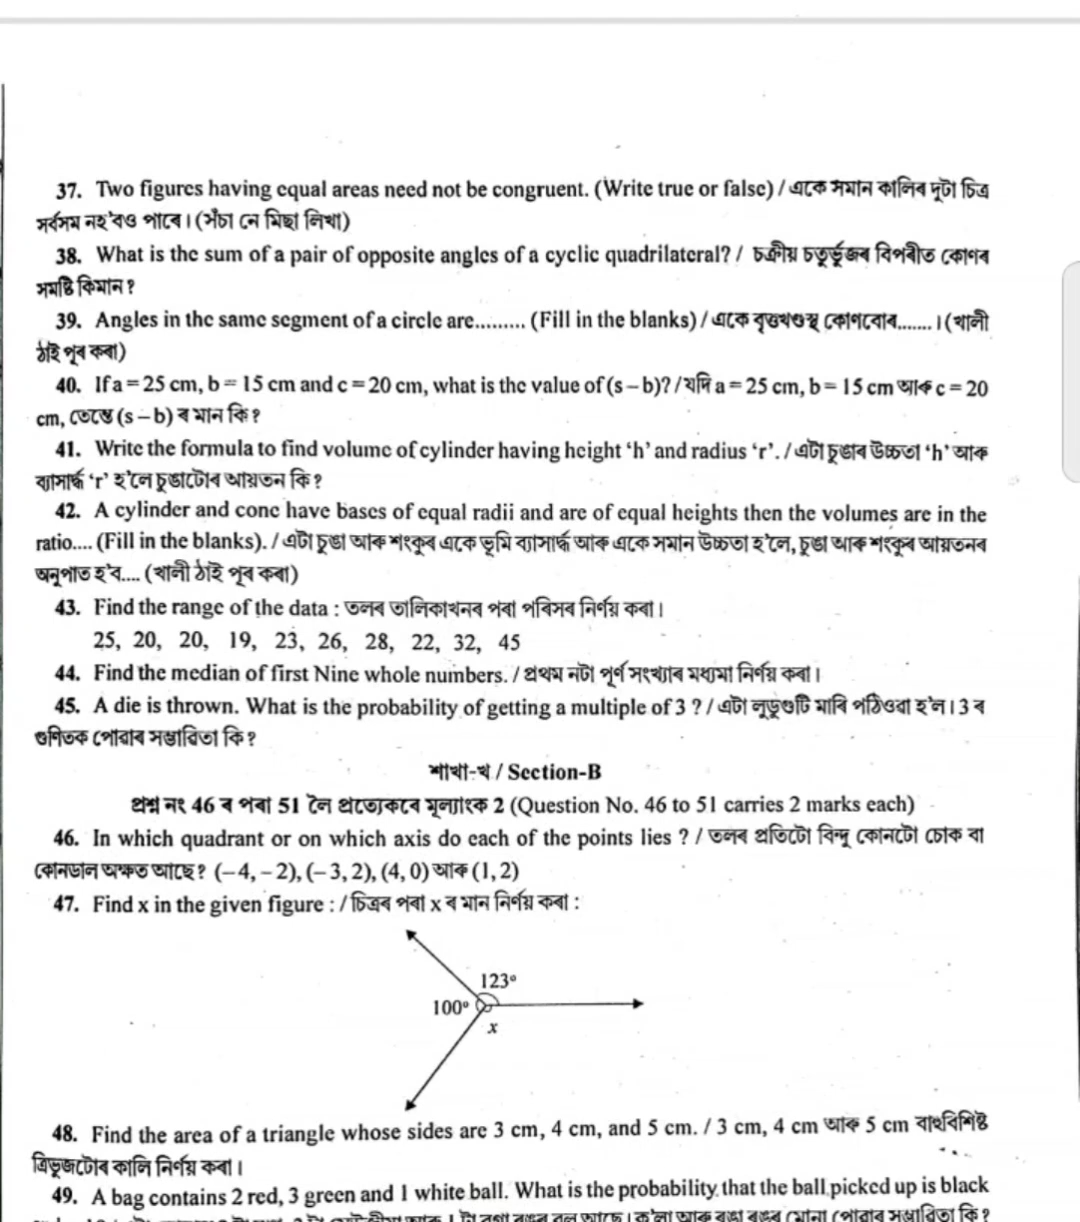 37. Two figures having equal areas need not be congruent. (Write true or false) / একে সমান কালিৰ দুটা চিত্ৰ
সৰ্বসম নহ'বও পাৰে। (সঁচা নে মিছা লিখা)
38. What is the sum of a pair of opposite angles of a cyclic quadrilateral? / চক্ৰীয় চতুৰ্ভুজৰ বিপৰীত কোণৰ
সমষ্টি কিমান?
39. Angles in the same segment of a circle are......... (Fill in the blanks) / একে বৃত্তখণ্ডস্থ কোণবোৰ.......। (খালী
ঠাই পূৰ কৰা)
40. If a = 25 cm, b = 15 cm and c = 20 cm, what is the value of (s – b)? / যদি a = 25 cm, b = 15 cm আৰু c = 20
cm, তেন্তে (s – b) ৰ মান কি?
41. Write the formula to find volume of cylinder having height ‘h’ and radius ‘r’. / এটা চুঙাৰ উচ্চতা ‘h’ আৰু
ব্যাসাৰ্দ্ধ ‘r’ হ'লে চুঙাটোৰ আয়তন কি?
42. A cylinder and cone have bases of equal radii and are of equal heights then the volumes are in the
ratio.... (Fill in the blanks). / এটা চুঙা আৰু শংকুৰ একে ভূমি ব্যাসাৰ্দ্ধ আৰু একে সমান উচ্চতা হ'লে, চুঙা আৰু শংকুৰ আয়তনৰ
অনুপাত হ'ব.... (খালী ঠাই পূৰ কৰা)
43. Find the range of the data : তলৰ তালিকাখনৰ পৰা পৰিসৰ নিৰ্ণয় কৰা।
25, 20, 20, 19, 23, 26, 28, 22, 32, 45
44. Find the median of first Nine whole numbers. / প্ৰথম নটা পূৰ্ণ সংখ্যাৰ মধ্যমা নিৰ্ণয় কৰা।
45. A die is thrown. What is the probability of getting a multiple of 3 ? / এটা লুডুগুটি মাৰি পঠিওৱা হ'ল। 3 ৰ
গুণিতক পোৱাৰ সম্ভাৱিতা কি?
শাখা-খ / Section-B
প্ৰশ্ন নং 46 ৰ পৰা 51 লৈ প্ৰত্যেকৰে মূল্যাংক 2 (Question No. 46 to 51 carries 2 marks each)
46. In which quadrant or on which axis do each of the points lies ? / তলৰ প্ৰতিটো বিন্দু কোনটো চোক বা
কোনডাল অক্ষত আছে? (– 4, – 2), (– 3, 2), (4, 0) আৰু (1, 2)
47. Find x in the given figure : / চিত্ৰৰ পৰা x ৰ মান নিৰ্ণয় কৰা :
123°
100°
x
48. Find the area of a triangle whose sides are 3 cm, 4 cm, and 5 cm. / 3 cm, 4 cm আৰু 5 cm বাহুবিশিষ্ট
ত্ৰিভুজটোৰ কালি নিৰ্ণয় কৰা।
49. A bag contains 2 red, 3 green and 1 white ball. What is the probability that the ball picked up is black